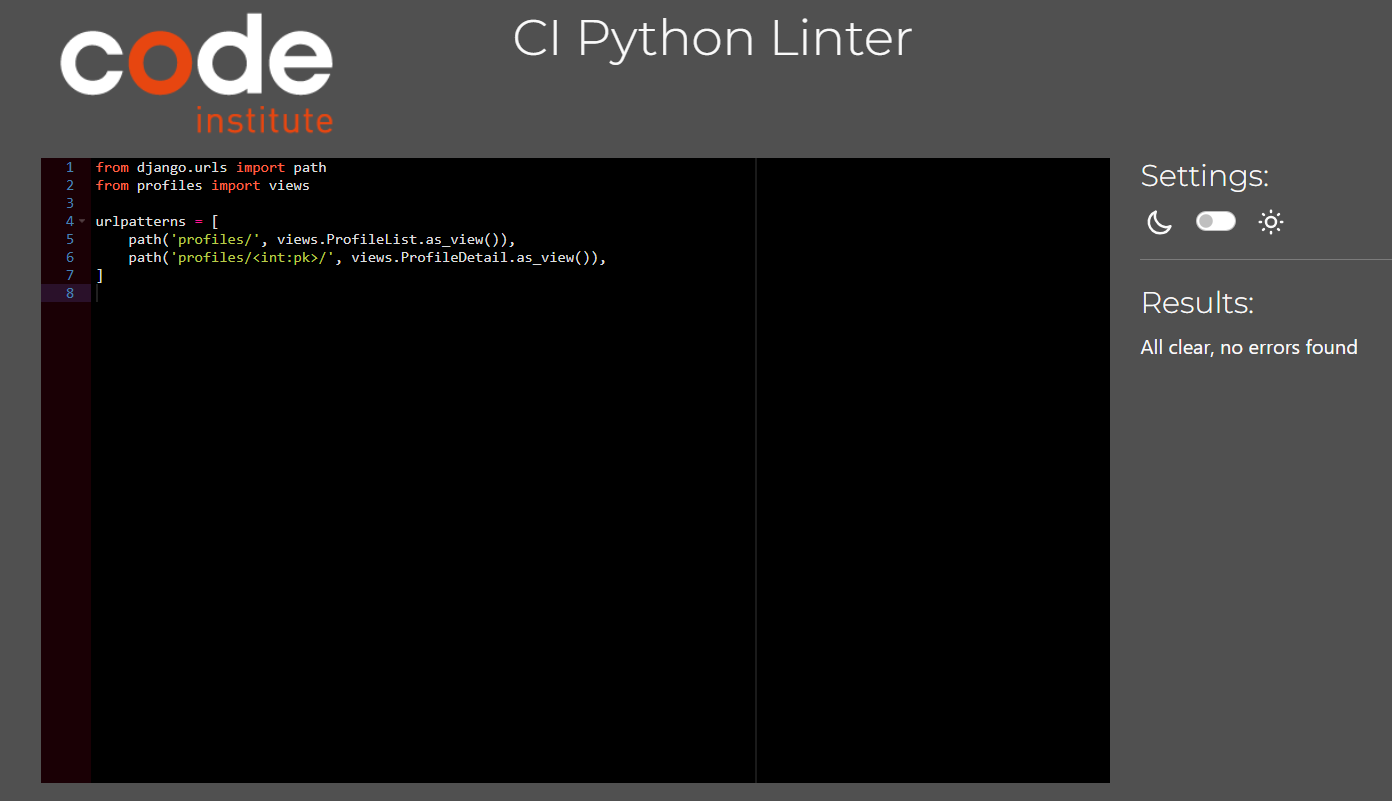 code
institute
CI Python Linter
1 from django.urls import path
2 from profiles import views
3
4 urlpatterns = [
5     path('profiles/', views.ProfileList.as_view()),
6     path('profiles/<int:pk>/', views.ProfileDetail.as_view()),
7 ]
8
Settings:
Results:
All clear, no errors found